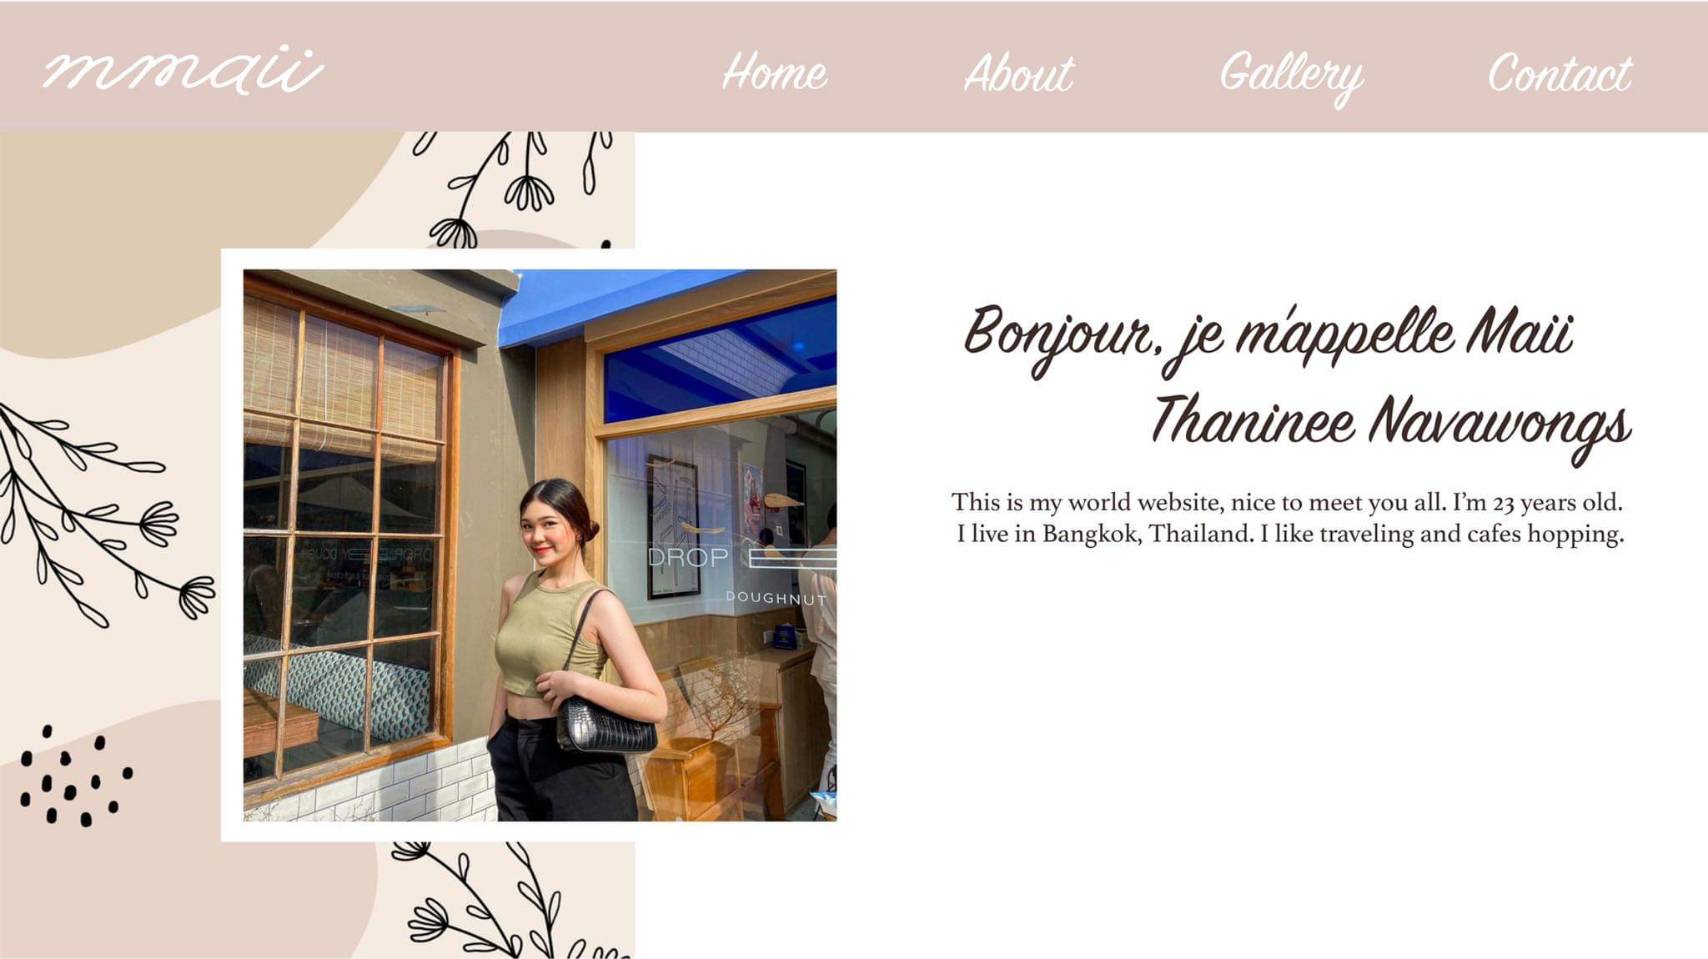 mmaii
Home About Gallery Contact
Bonjour, je m'appelle Maii
Thaninee Navawongs
This is my world website, nice to meet you all. I'm 23 years old.
I live in Bangkok, Thailand. I like traveling and cafes hopping.
DROP
DOUGHNUT